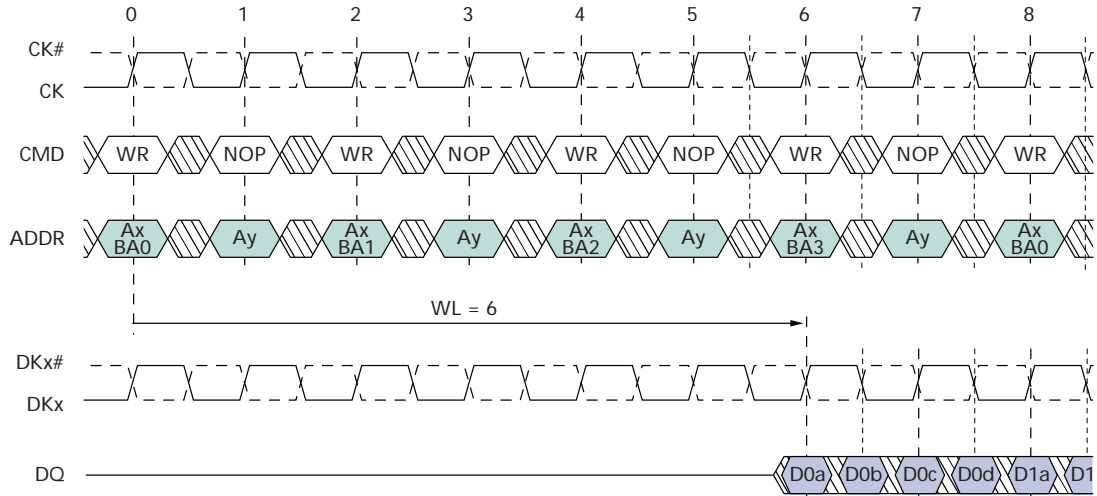 0 1 2 3 4 5 6 7 8
CK#
CK
CMD WR NOP WR NOP WR NOP WR NOP WR
ADDR Ax BA0 Ay Ax BA1 Ay Ax BA2 Ay Ax BA3 Ay Ax BA0
WL = 6
DKx#
DKx
DQ D0a D0b D0c D0d D1a D1